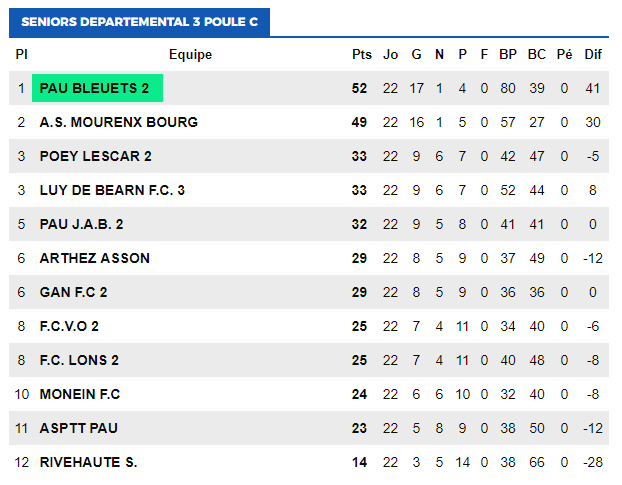 SENIORS DEPARTEMENTAL 3 POULE C
Pl Equipe Pts Jo G N P F BP BC Pé Dif
1 PAU BLEUETS 2 52 22 17 1 4 0 80 39 0 41
2 A.S. MOURENX BOURG 49 22 16 1 5 0 57 27 0 30
3 POEY LESCAR 2 33 22 9 6 7 0 42 47 0 -5
3 LUY DE BEARN F.C. 3 33 22 9 6 7 0 52 44 0 8
5 PAU J.A.B. 2 32 22 9 5 8 0 41 41 0 0
6 ARTHEZ ASSON 29 22 8 5 9 0 37 49 0 -12
6 GAN F.C 2 29 22 8 5 9 0 36 36 0 0
8 F.C.V.O 2 25 22 7 4 11 0 34 40 0 -6
8 F.C. LONS 2 25 22 7 4 11 0 40 48 0 -8
10 MONEIN F.C 24 22 6 6 10 0 32 40 0 -8
11 ASPTT PAU 23 22 5 8 9 0 38 50 0 -12
12 RIVEHAUTE S. 14 22 3 5 14 0 38 66 0 -28